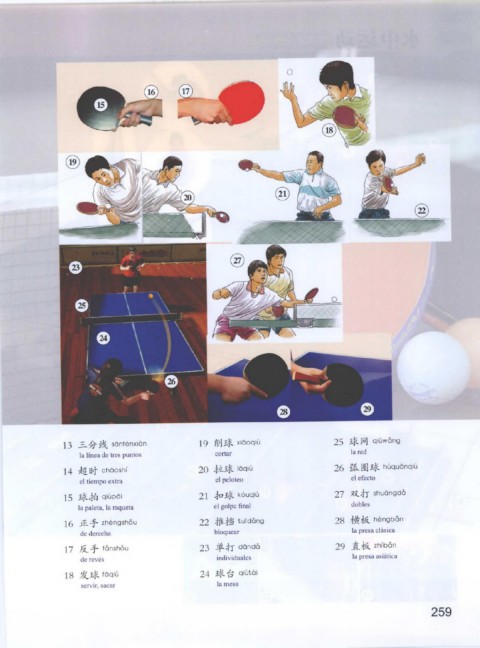 15
16
17
18
19
20
21
22
23
25
24
26
27
28
29
13 三分线 sānfēnxiàn
la línea de tres puntos
14 超时 chāoshí
el tiempo extra
15 球拍 qiúpāi
la paleta, la raqueta
16 正手 zhèngshǒu
de derecho
17 反手 fǎnshǒu
de revés
18 发球 fāqiú
servir, sacar
19 削球 xiāoqiú
cortar
20 拉球 lāqiú
el peloteo
21 扣球 kòuqiú
el golpe final
22 推挡 tuīdǎng
bloquear
23 单打 dāndǎ
individuales
24 球台 qiútái
la mesa
25 球网 qiúwǎng
la red
26 弧圈球 húquānqiú
el efecto
27 双打 shuāngdǎ
dobles
28 横板 héngbǎn
la presa clásica
29 直板 zhíbǎn
la presa asiática
259